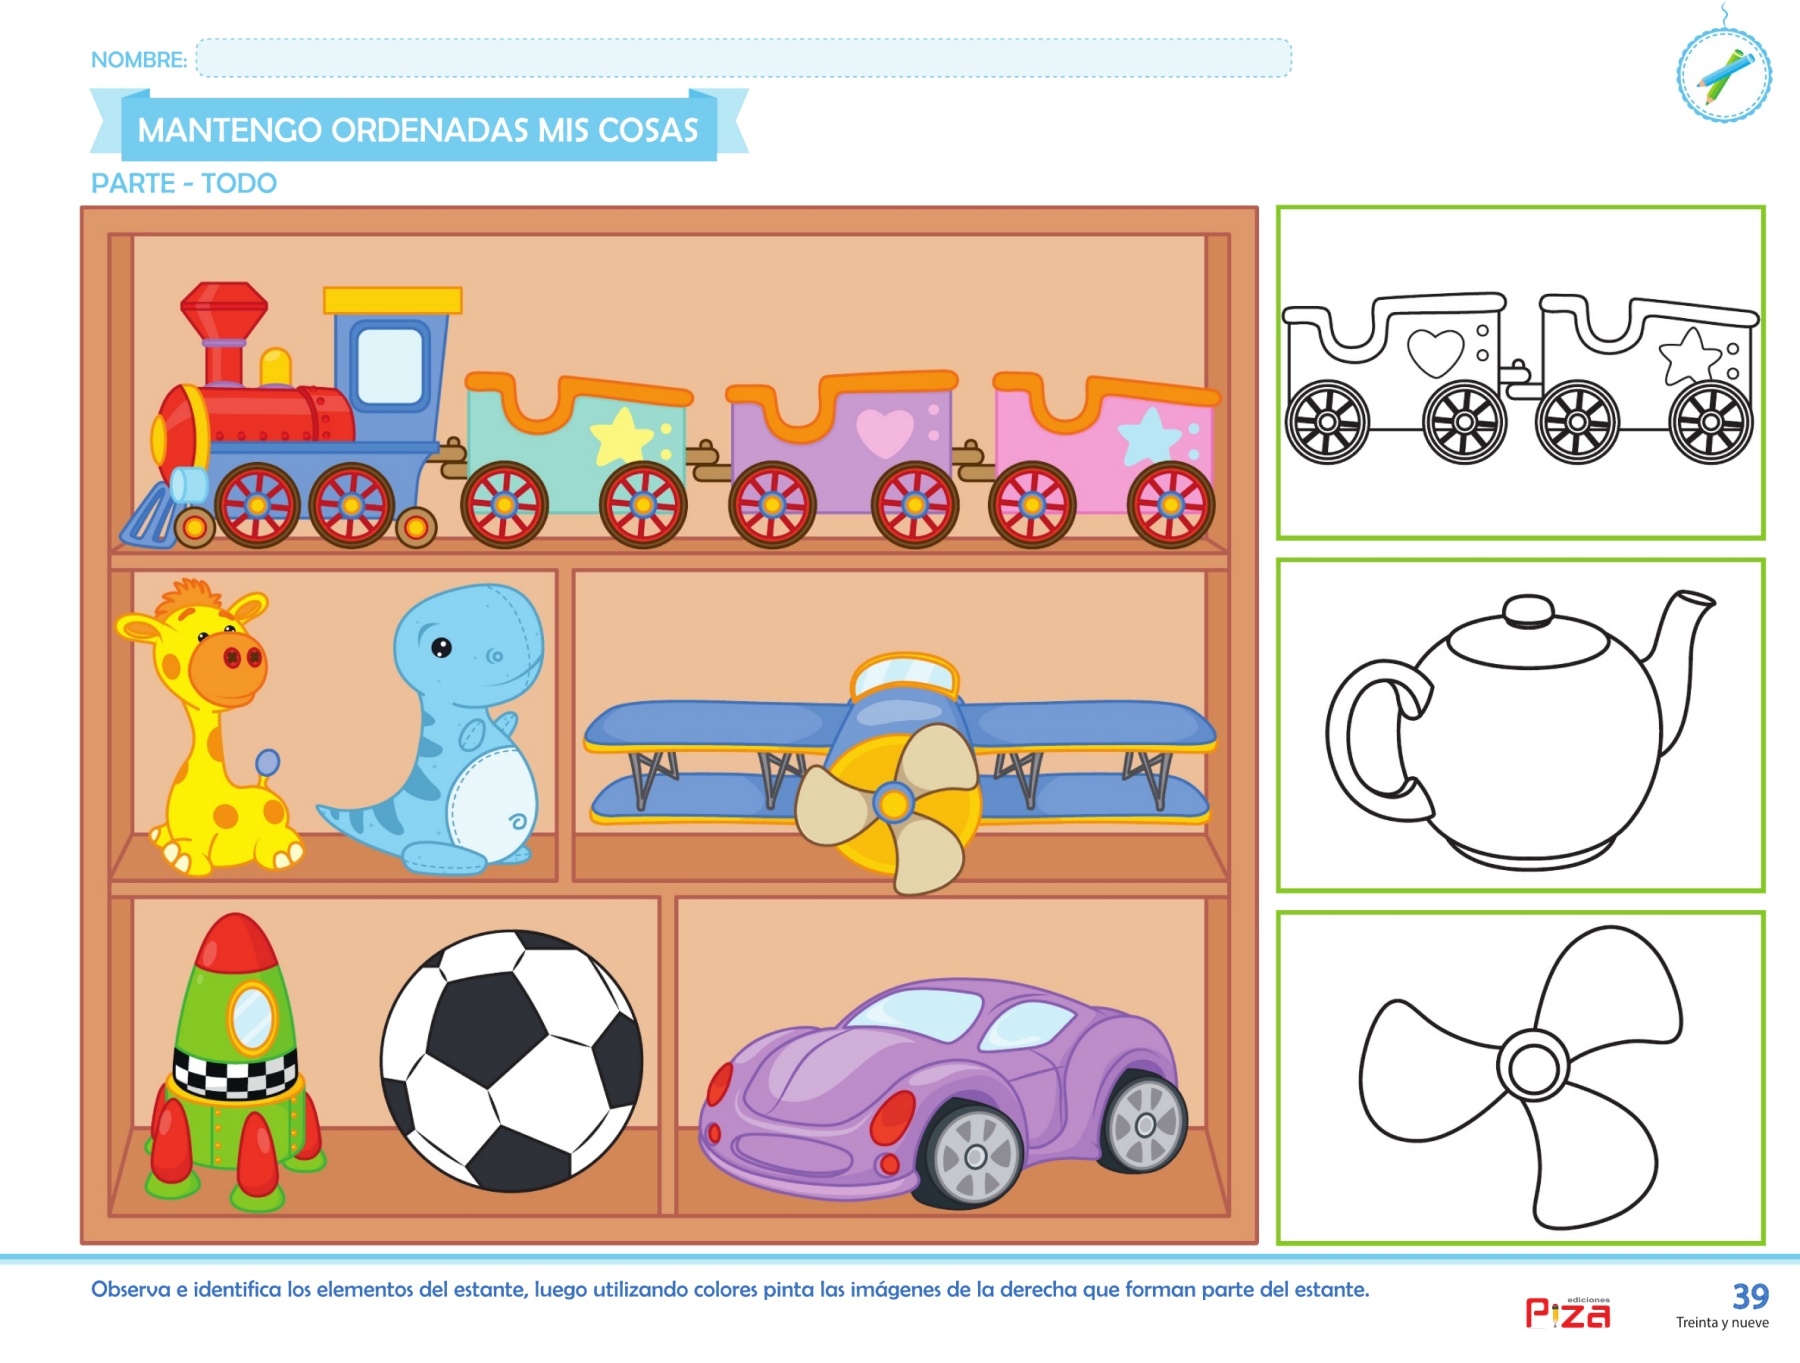 NOMBRE:
MANTENGO ORDENADAS MIS COSAS
PARTE - TODO
Observa e identifica los elementos del estante, luego utilizando colores pinta las imágenes de la derecha que forman parte del estante.
ediciones
Piza
39
Treinta y nueve